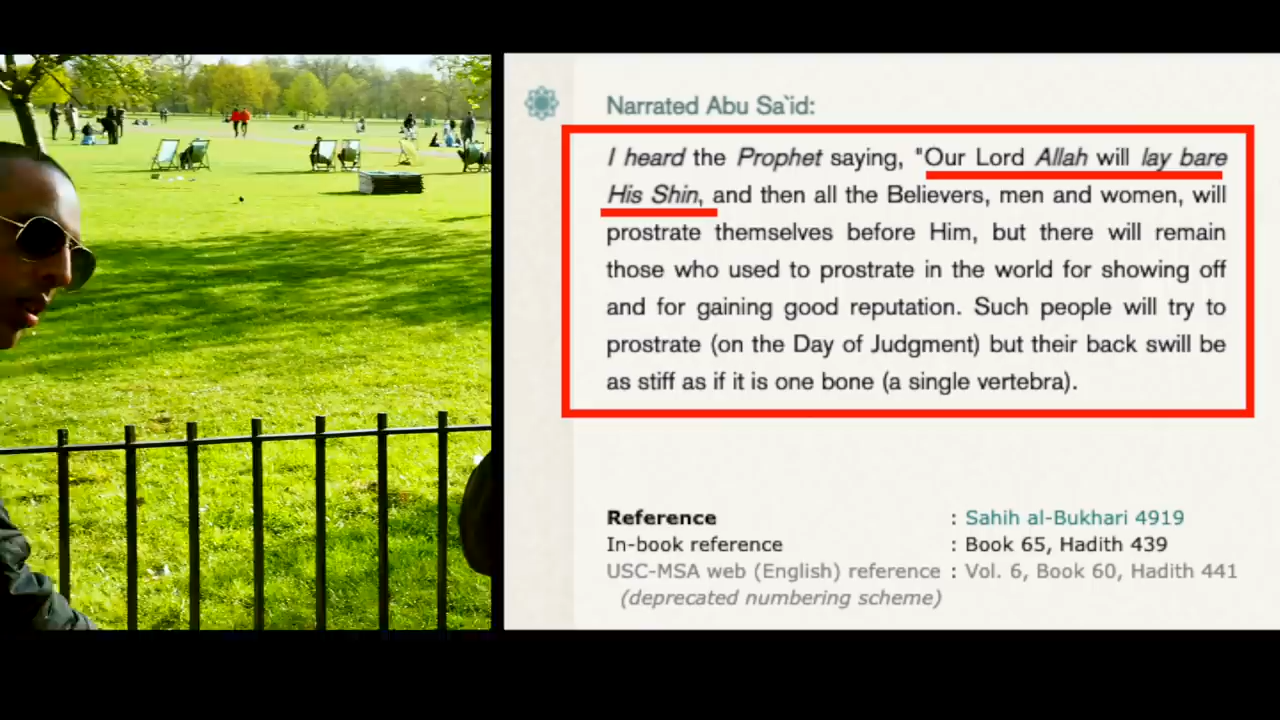 Narrated Abu Sa`id:
I heard the Prophet saying, "Our Lord Allah will lay bare
His Shin, and then all the Believers, men and women, will
prostrate themselves before Him, but there will remain
those who used to prostrate in the world for showing off
and for gaining good reputation. Such people will try to
prostrate (on the Day of Judgment) but their back swill be
as stiff as if it is one bone (a single vertebra).
Reference : Sahih al-Bukhari 4919
In-book reference : Book 65, Hadith 439
USC-MSA web (English) reference : Vol. 6, Book 60, Hadith 441
(deprecated numbering scheme)